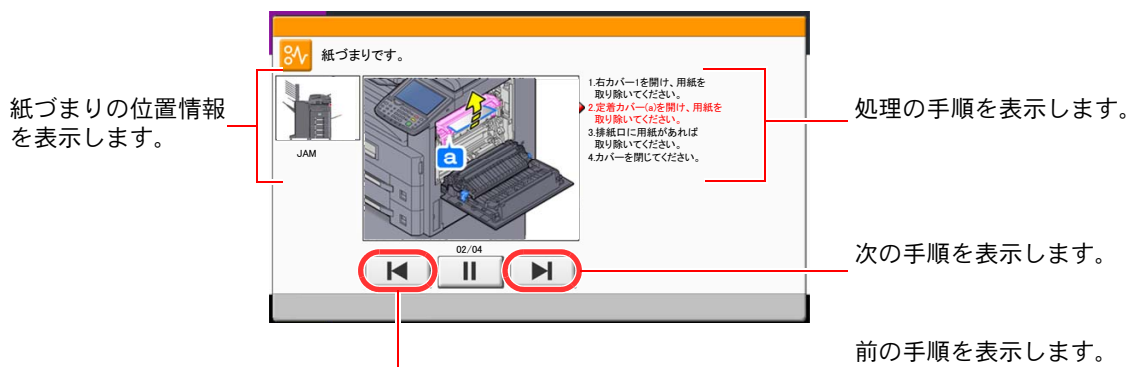 紙づまりです。
紙づまりの位置情報
を表示します。
JAM
a
1.右カバー1を開け、用紙を
取り除いてください。
2.定着カバー(a)を開け、用紙を
取り除いてください。
3.排紙口に用紙があれば
取り除いてください。
4.カバーを閉じてください。
処理の手順を表示します。
02/04
次の手順を表示します。
前の手順を表示します。